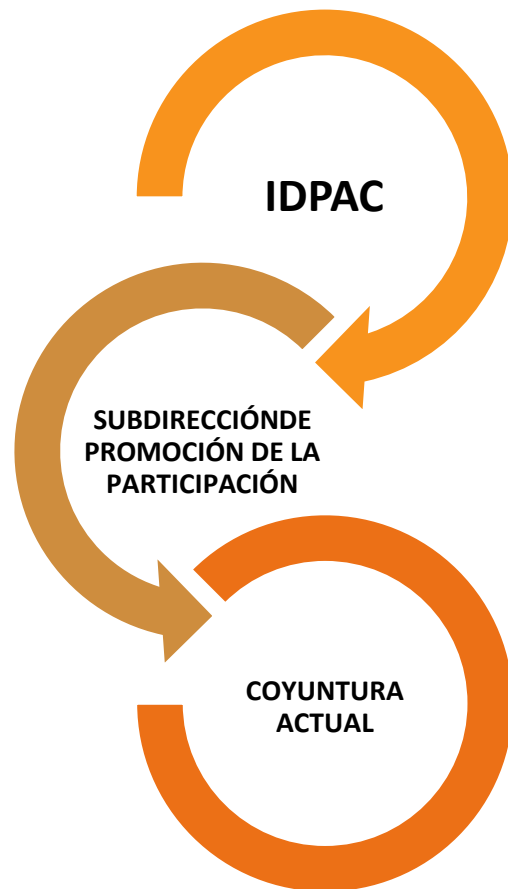 IDPAC
SUBDIRECCIÓNDE
PROMOCIÓN DE LA
PARTICIPACIÓN
COYUNTURA
ACTUAL